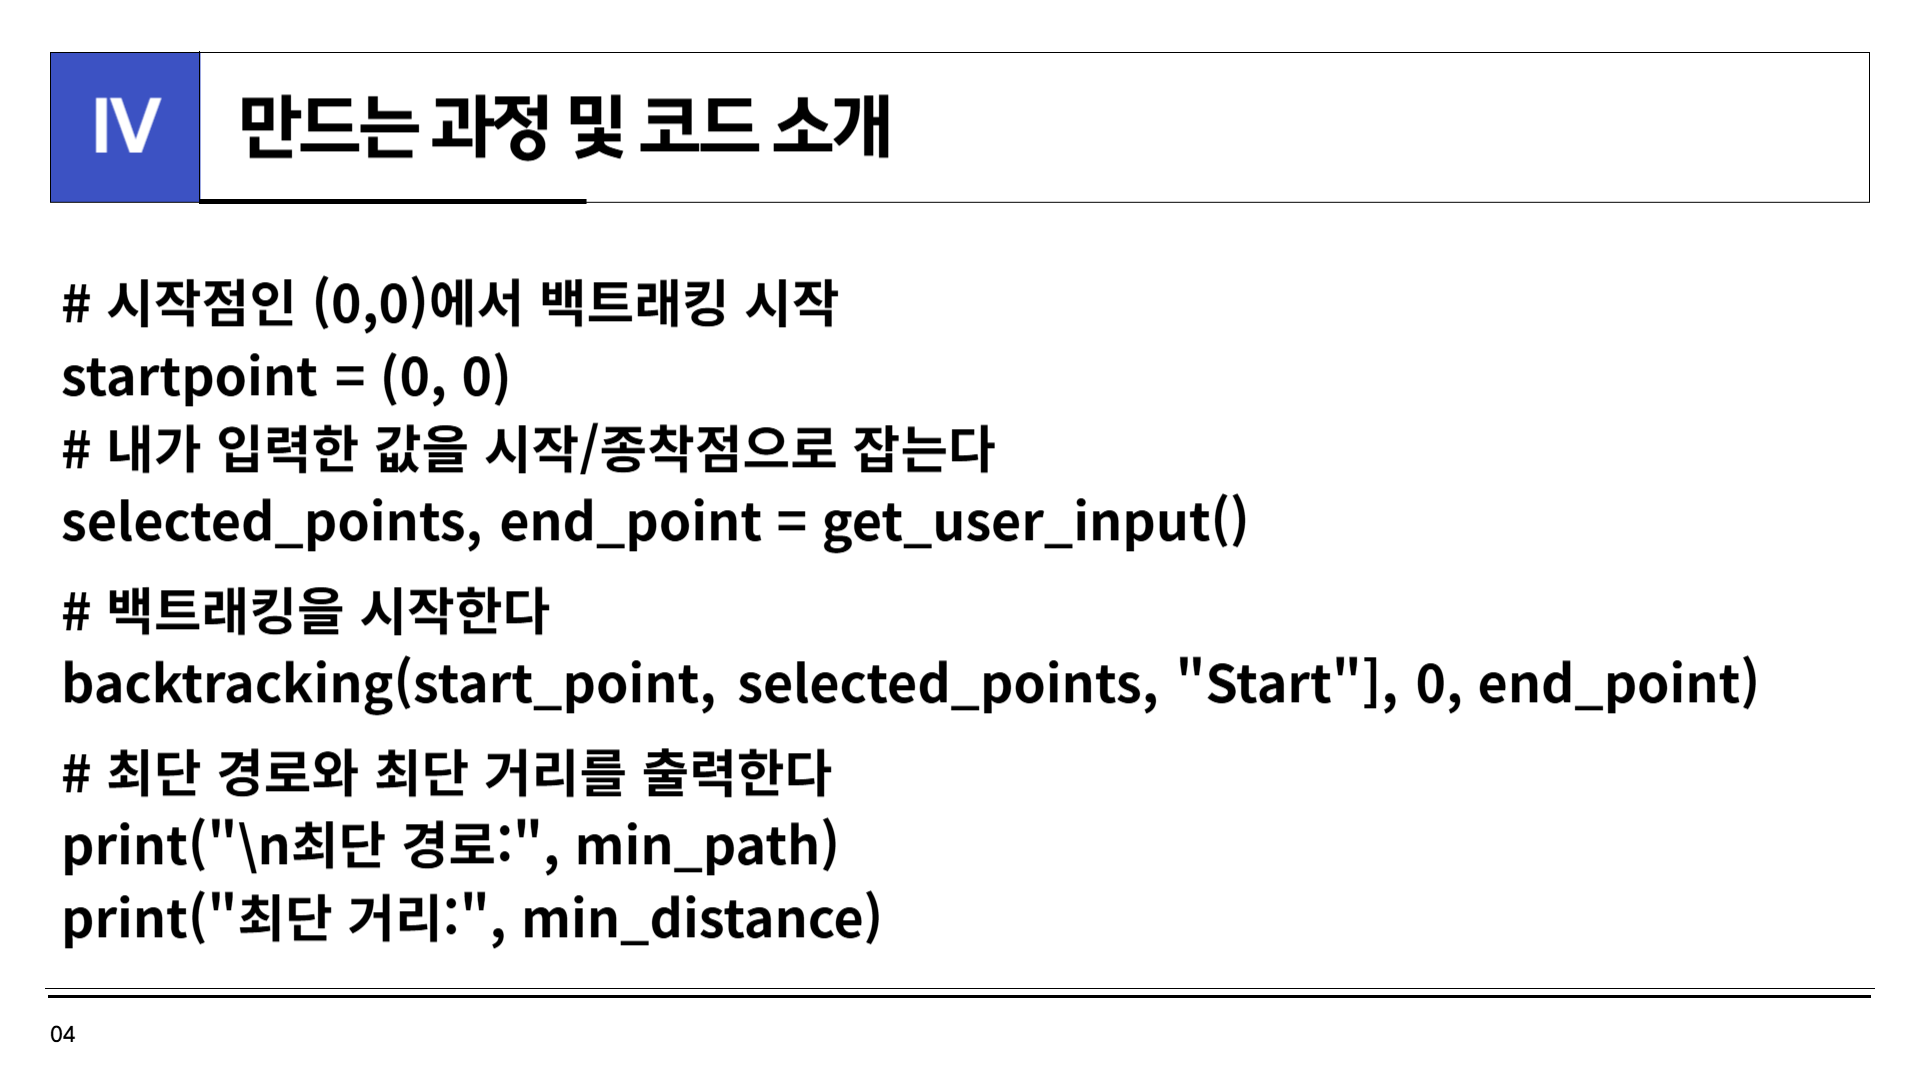 IV
만드는 과정 및 코드 소개
# 시작점인 (0,0)에서 백트래킹 시작
startpoint = (0, 0)
# 내가 입력한 값을 시작/종착점으로 잡는다
selected_points, end_point = get_user_input()
# 백트래킹을 시작한다
backtracking(start_point, selected_points, "Start"], 0, end_point)
# 최단 경로와 최단 거리를 출력한다
print("\n최단 경로:", min_path)
print("최단 거리:", min_distance)
04